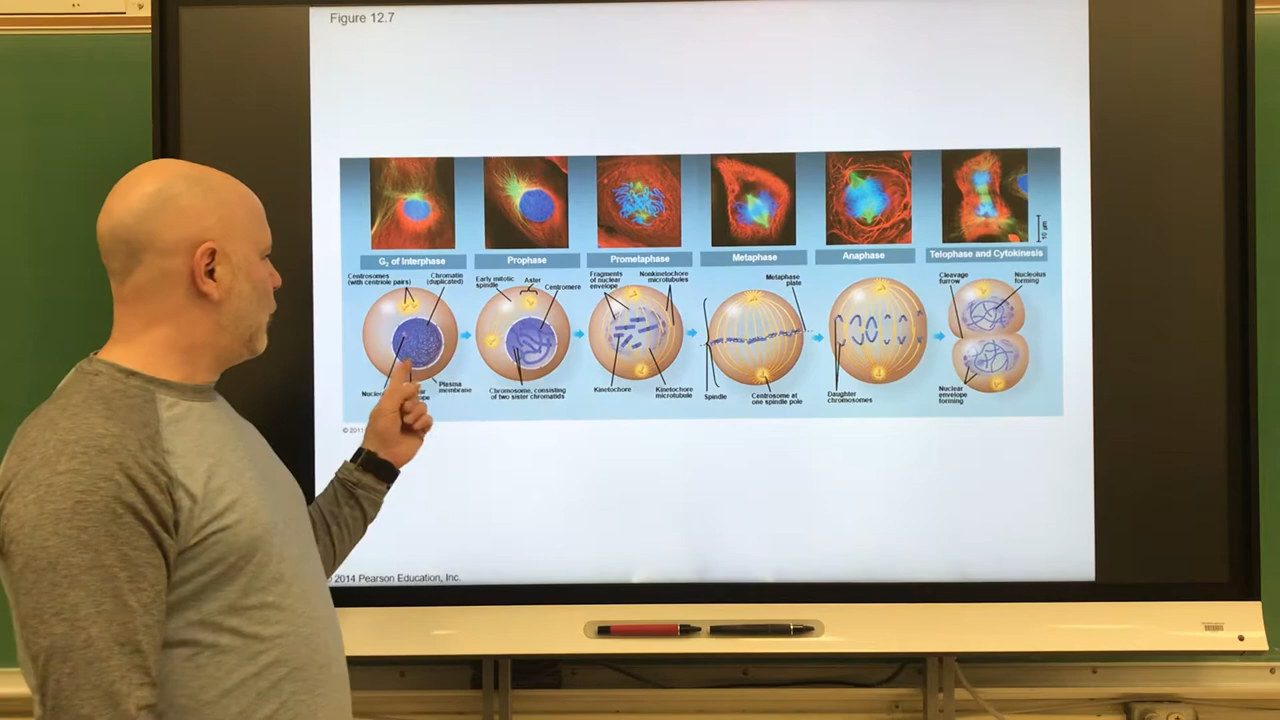 Figure 12.7
10 µm
G₂ of Interphase
Prophase
Prometaphase
Metaphase
Anaphase
Telophase and Cytokinesis
Centrosomes
(with centriole pairs)
Chromatin
(duplicated)
Plasma
membrane
Early mitotic
spindle
Aster
Centromere
Chromosome, consisting
of two sister chromatids
Fragments
of nuclear
envelope
Nonkinetochore
microtubules
Kinetochore
Kinetochore
microtubule
Metaphase
plate
Spindle
Centrosome at
one spindle pole
Daughter
chromosomes
Cleavage
furrow
Nucleolus
forming
Nuclear
envelope
forming
© 2011
2014 Pearson Education, Inc.